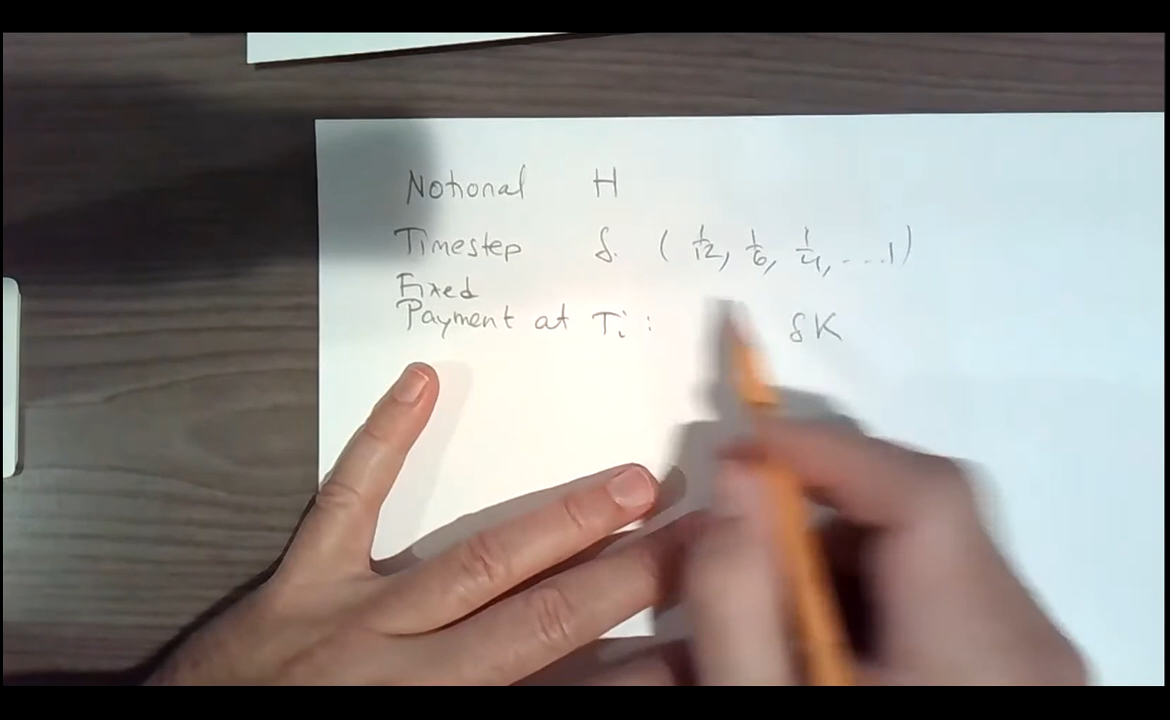 Notional H
Timestep δ. ( 1/12, 1/6, 1/4, ...1)
Fixed
Payment at Ti : δK